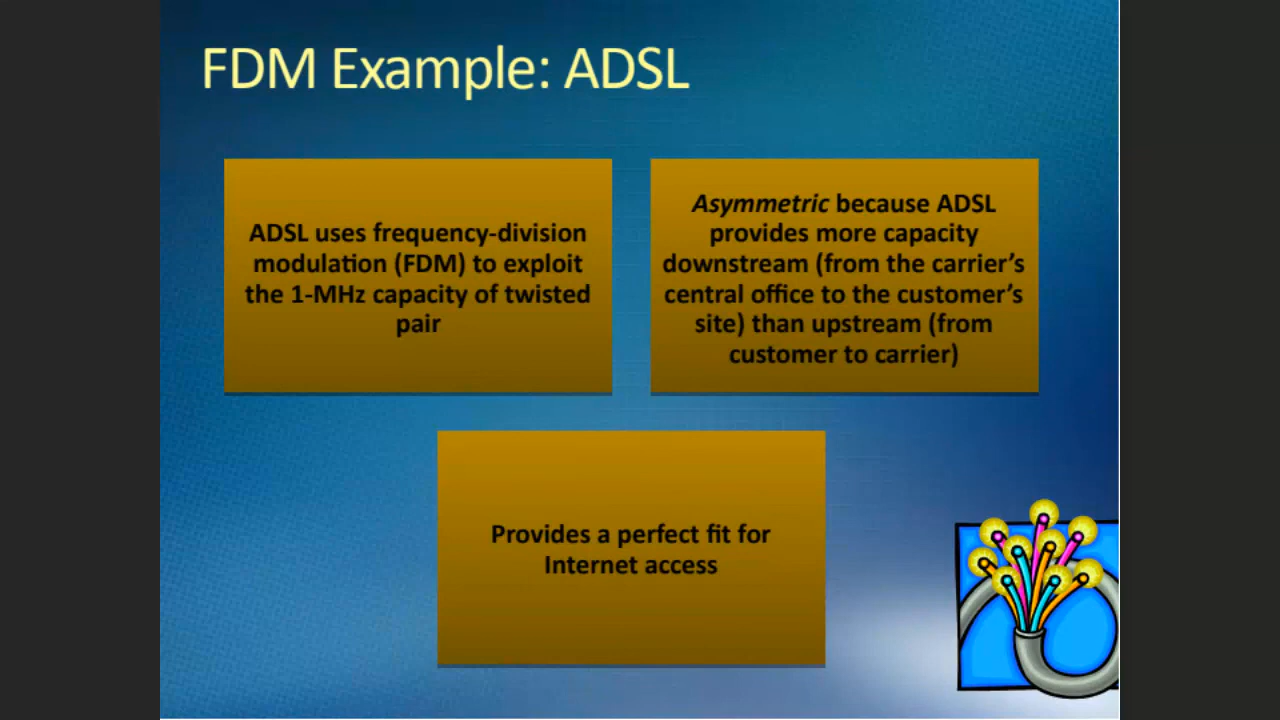 FDM Example: ADSL
ADSL uses frequency-division
modulation (FDM) to exploit
the 1-MHz capacity of twisted
pair
Asymmetric because ADSL
provides more capacity
downstream (from the carrier’s
central office to the customer’s
site) than upstream (from
customer to carrier)
Provides a perfect fit for
Internet access